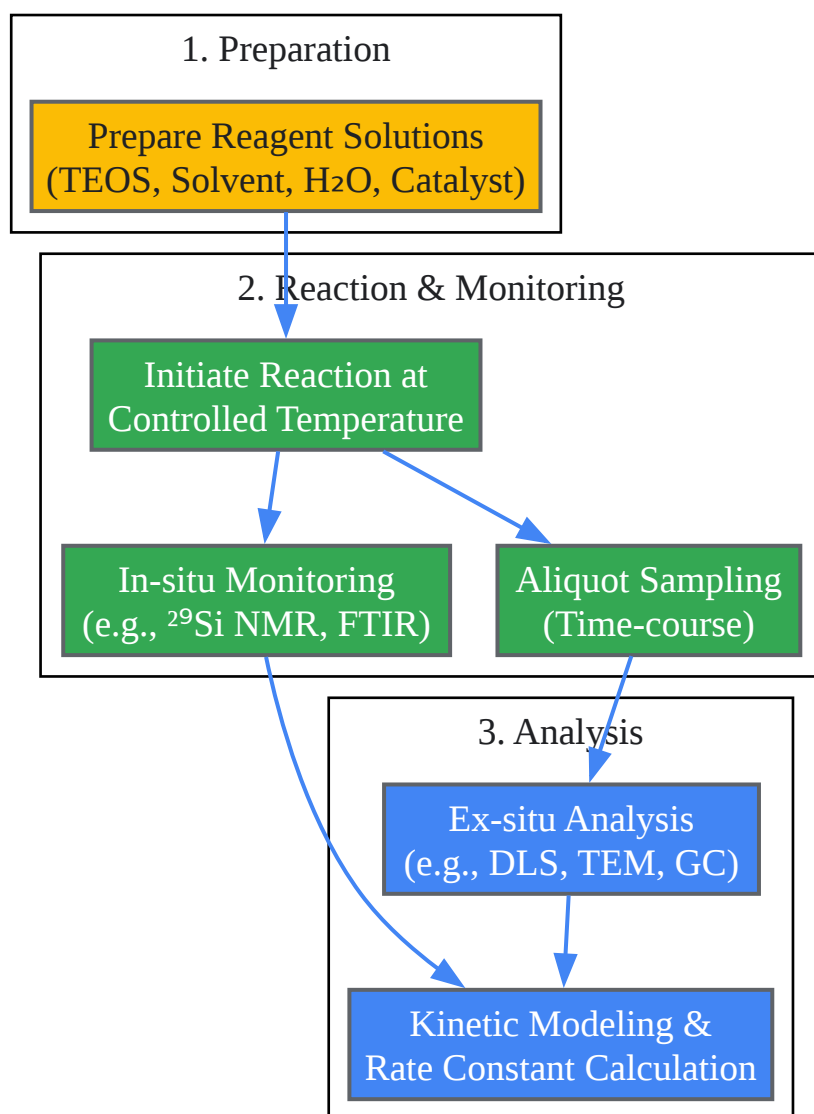 1. Preparation
Prepare Reagent Solutions
(TEOS, Solvent, H₂O, Catalyst)
2. Reaction & Monitoring
Initiate Reaction at
Controlled Temperature
In-situ Monitoring
(e.g., ²⁹Si NMR, FTIR)
Aliquot Sampling
(Time-course)
3. Analysis
Ex-situ Analysis
(e.g., DLS, TEM, GC)
Kinetic Modeling &
Rate Constant Calculation